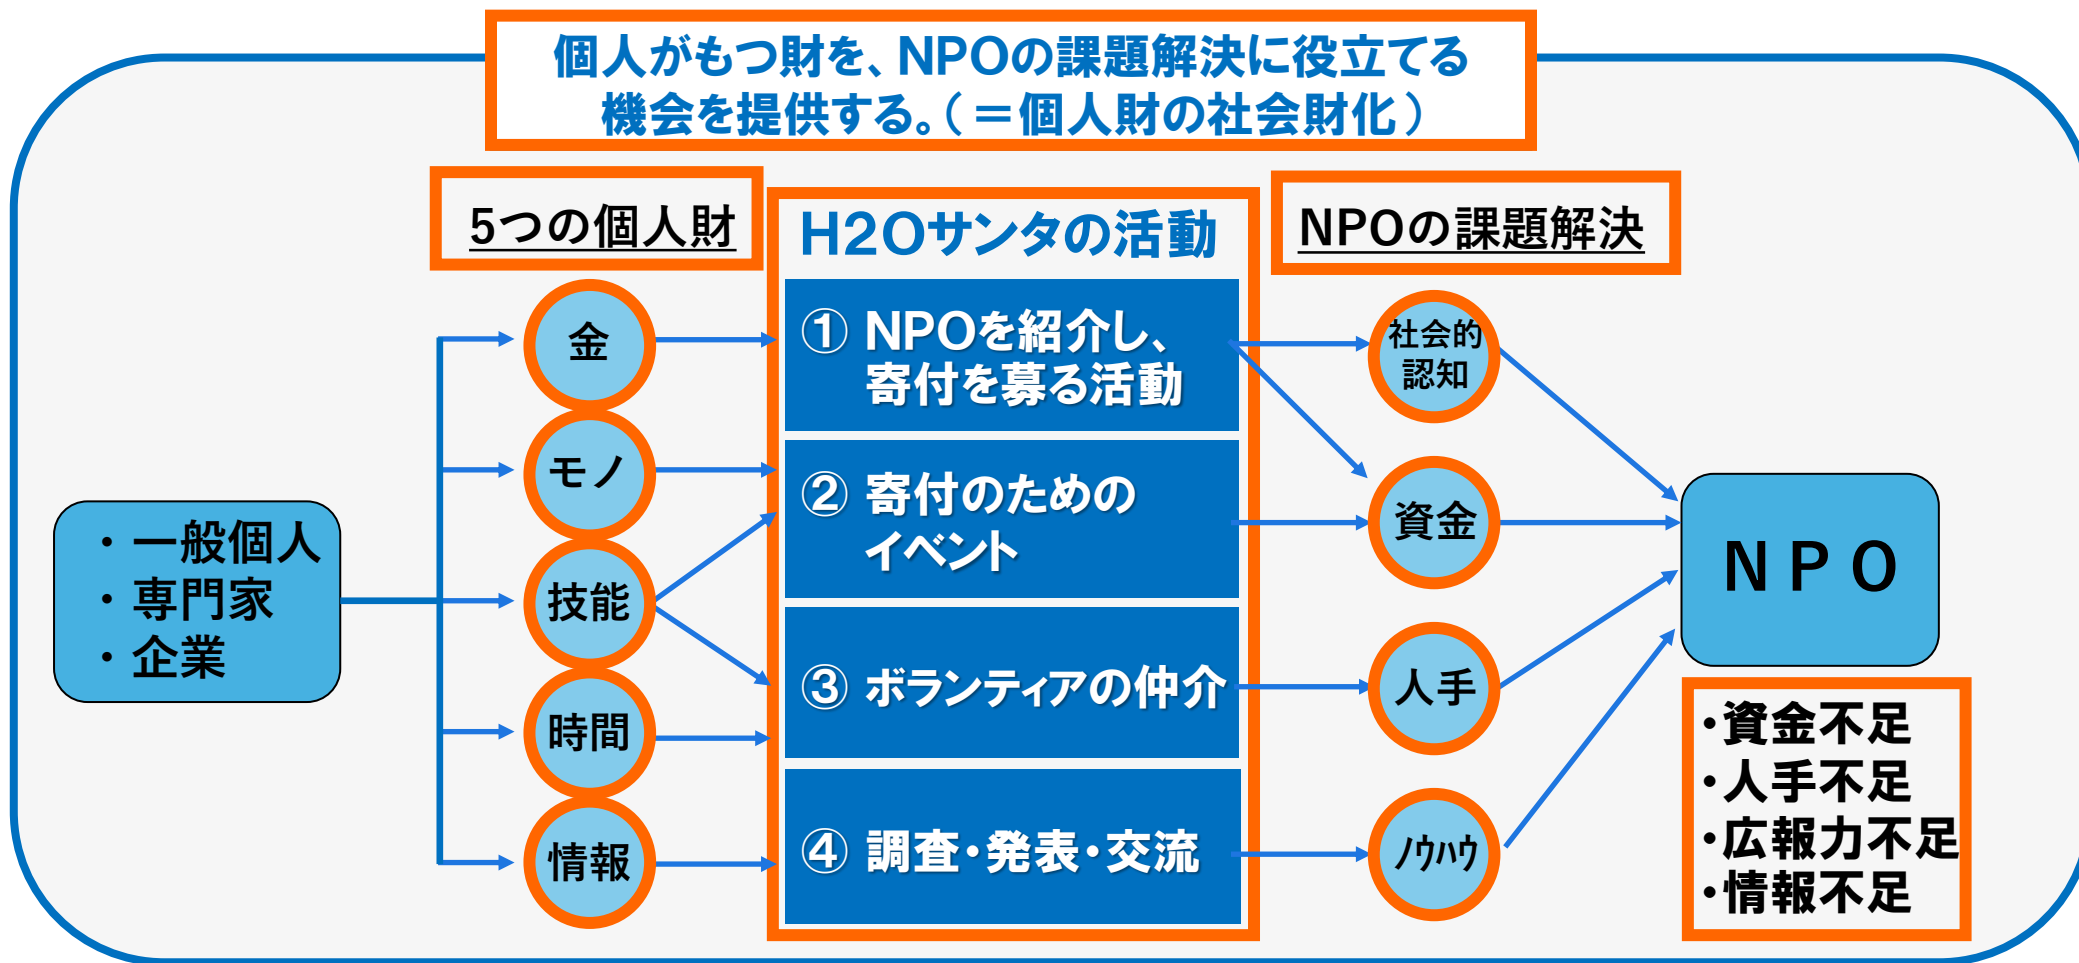 個人がもつ財を、NPOの課題解決に役立てる
機会を提供する。(＝個人財の社会財化)
5つの個人財
H2Oサンタの活動
NPOの課題解決
・一般個人
・専門家
・企業
金
モノ
技能
時間
情報
① NPOを紹介し、
寄付を募る活動
② 寄付のための
イベント
③ ボランティアの仲介
④ 調査・発表・交流
社会的
認知
資金
人手
ﾉｳﾊｳ
ＮＰＯ
・資金不足
・人手不足
・広報力不足
・情報不足